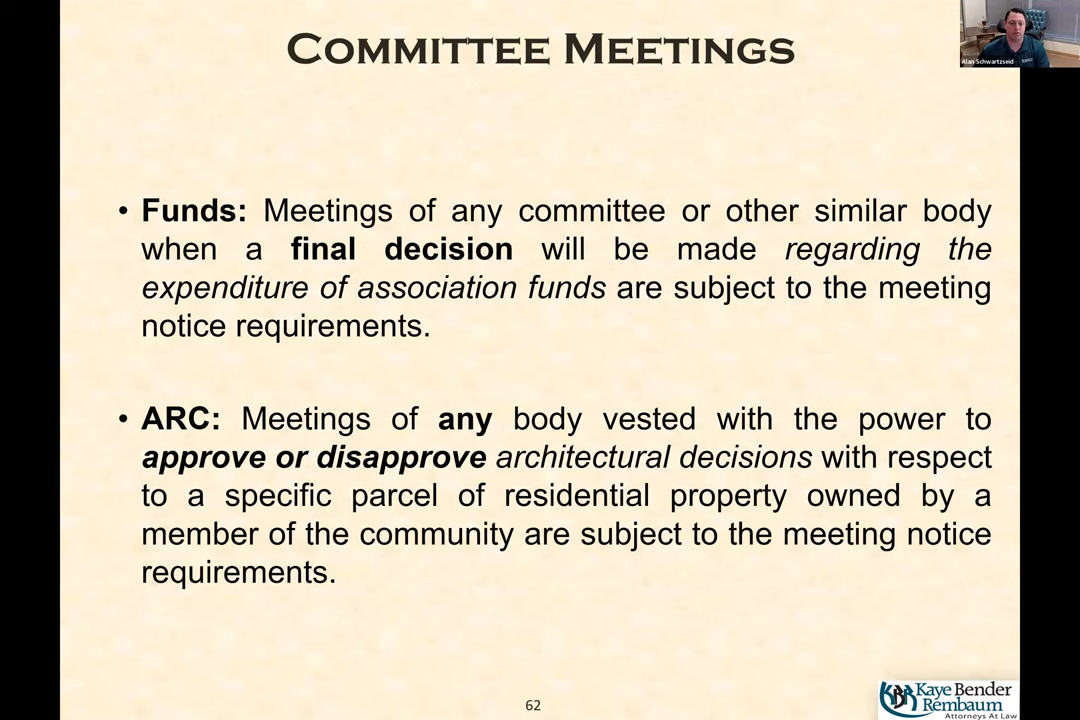 COMMITTEE MEETINGS
Alan Schwartzseid
• Funds: Meetings of any committee or other similar body
when a final decision will be made regarding the
expenditure of association funds are subject to the meeting
notice requirements.
• ARC: Meetings of any body vested with the power to
approve or disapprove architectural decisions with respect
to a specific parcel of residential property owned by a
member of the community are subject to the meeting notice
requirements.
62
KBR Kaye Bender
Rembaum
Attorneys At Law